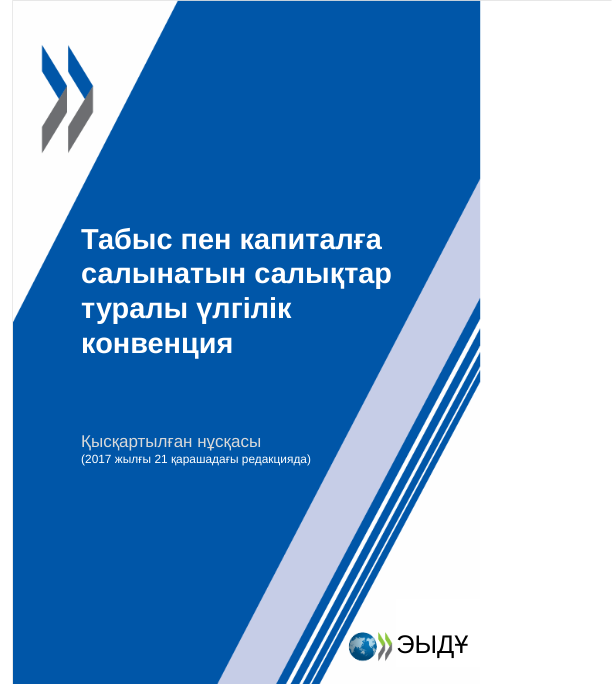 Табыс пен капиталға
салынатын салықтар
туралы үлгілік
конвенция
Қысқартылған нұсқасы
(2017 жылғы 21 қарашадағы редакцияда)
ЭЫДҰ